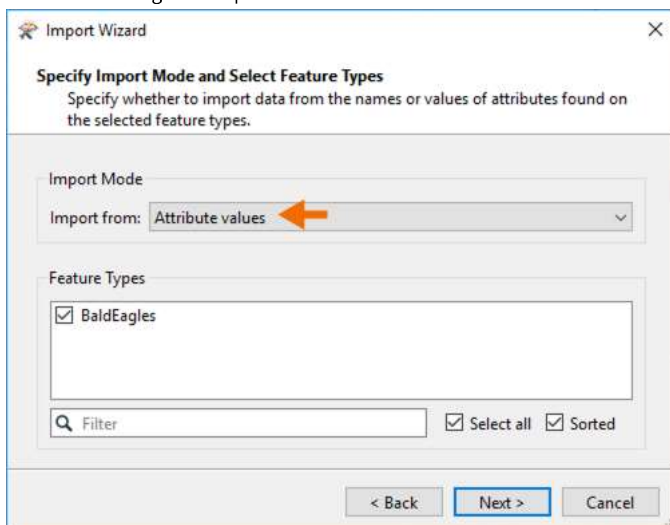 Import Wizard
Specify Import Mode and Select Feature Types
Specify whether to import data from the names or values of attributes found on
the selected feature types.
Import Mode
Import from: Attribute values
Feature Types
BaldEagles
Filter
Select all Sorted
< Back Next > Cancel